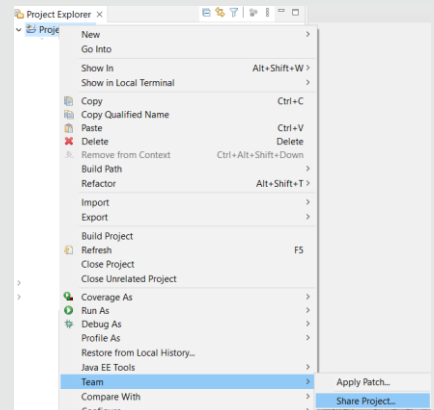 Project Explorer ×
Proje
New >
Go Into
Show In Alt+Shift+W >
Show in Local Terminal >
Copy Ctrl+C
Copy Qualified Name
Paste Ctrl+V
Delete Delete
Remove from Context Ctrl+Alt+Shift+Down
Build Path >
Refactor Alt+Shift+T >
Import >
Export >
Build Project
Refresh F5
Close Project
Close Unrelated Project
Coverage As >
Run As >
Debug As >
Profile As >
Restore from Local History...
Java EE Tools >
Team >
Apply Patch...
Compare With >
Share Project...
Configure >